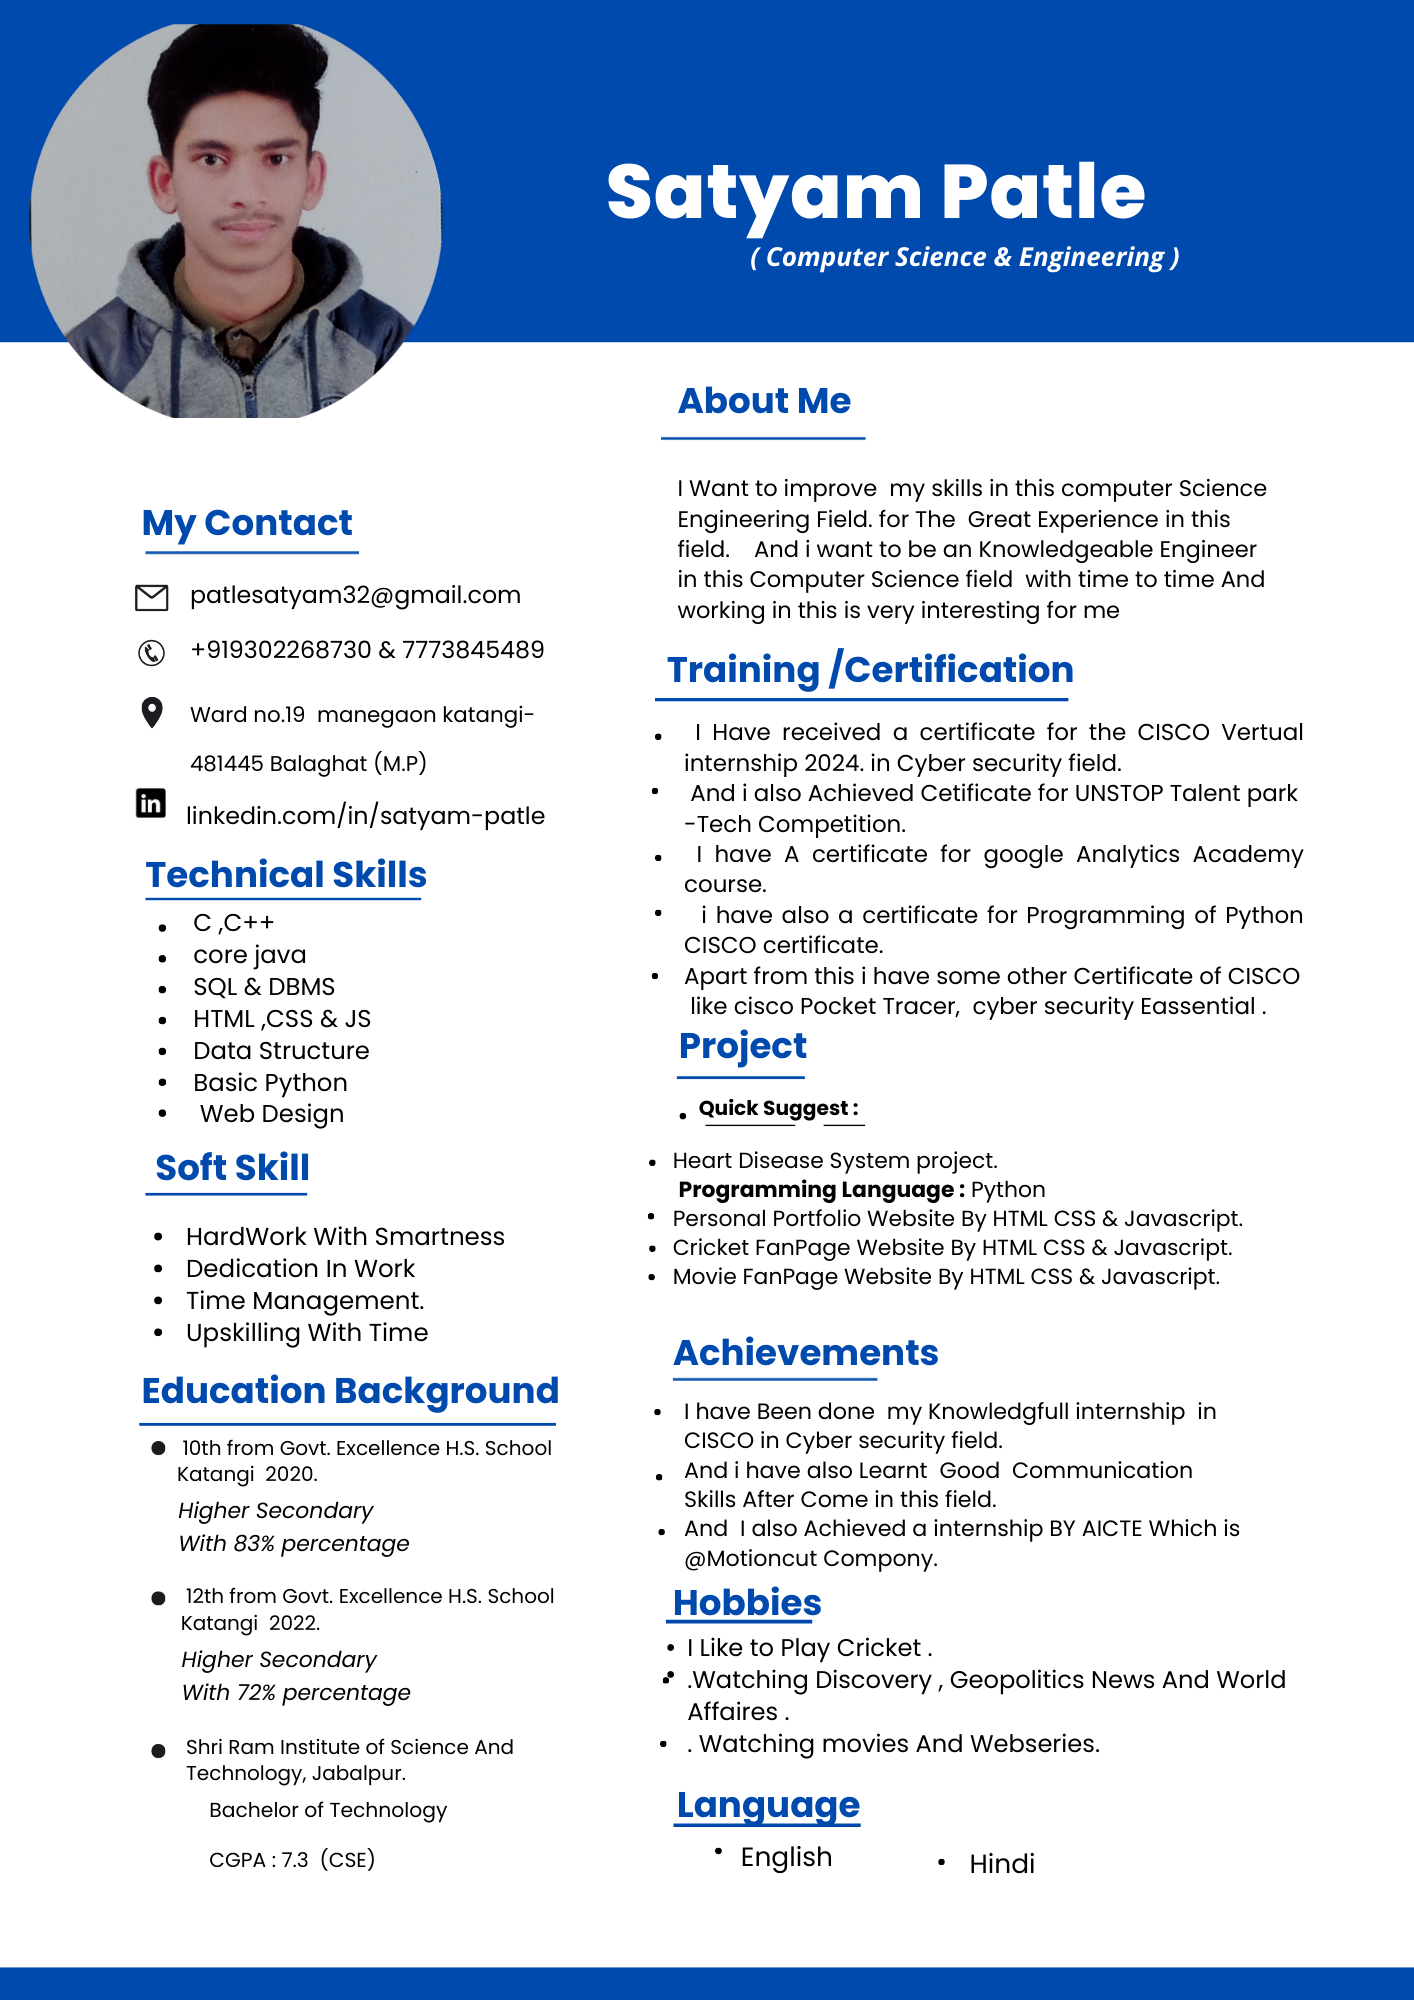 Satyam Patle
( Computer Science & Engineering )
My Contact
patlesatyam32@gmail.com
+919302268730 & 7773845489
Ward no.19 manegaon katangi-
481445 Balaghat (M.P)
in
linkedin.com/in/satyam-patle
Technical Skills
• C ,C++
• core java
• SQL & DBMS
• HTML ,CSS & JS
• Data Structure
• Basic Python
• Web Design
Soft Skill
• HardWork With Smartness
• Dedication In Work
• Time Management.
• Upskilling With Time
Education Background
• 10th from Govt. Excellence H.S. School
Katangi 2020.
Higher Secondary
With 83% percentage
• 12th from Govt. Excellence H.S. School
Katangi 2022.
Higher Secondary
With 72% percentage
• Shri Ram Institute of Science And
Technology, Jabalpur.
Bachelor of Technology
CGPA : 7.3 (CSE)
About Me
I Want to improve my skills in this computer Science
Engineering Field. for The Great Experience in this
field. And i want to be an Knowledgeable Engineer
in this Computer Science field with time to time And
working in this is very interesting for me
Training /Certification
• I Have received a certificate for the CISCO Vertual
internship 2024. in Cyber security field.
• And i also Achieved Cetificate for UNSTOP Talent park
-Tech Competition.
• I have A certificate for google Analytics Academy
course.
• i have also a certificate for Programming of Python
CISCO certificate.
• Apart from this i have some other Certificate of CISCO
like cisco Pocket Tracer, cyber security Eassential .
Project
• Quick Suggest :
• Heart Disease System project.
Programming Language : Python
• Personal Portfolio Website By HTML CSS & Javascript.
• Cricket FanPage Website By HTML CSS & Javascript.
• Movie FanPage Website By HTML CSS & Javascript.
Achievements
• I have Been done my Knowledgfull internship in
CISCO in Cyber security field.
• And i have also Learnt Good Communication
Skills After Come in this field.
• And I also Achieved a internship BY AICTE Which is
@Motioncut Compony.
Hobbies
• I Like to Play Cricket .
• .Watching Discovery , Geopolitics News And World
Affaires .
• . Watching movies And Webseries.
Language
• English • Hindi